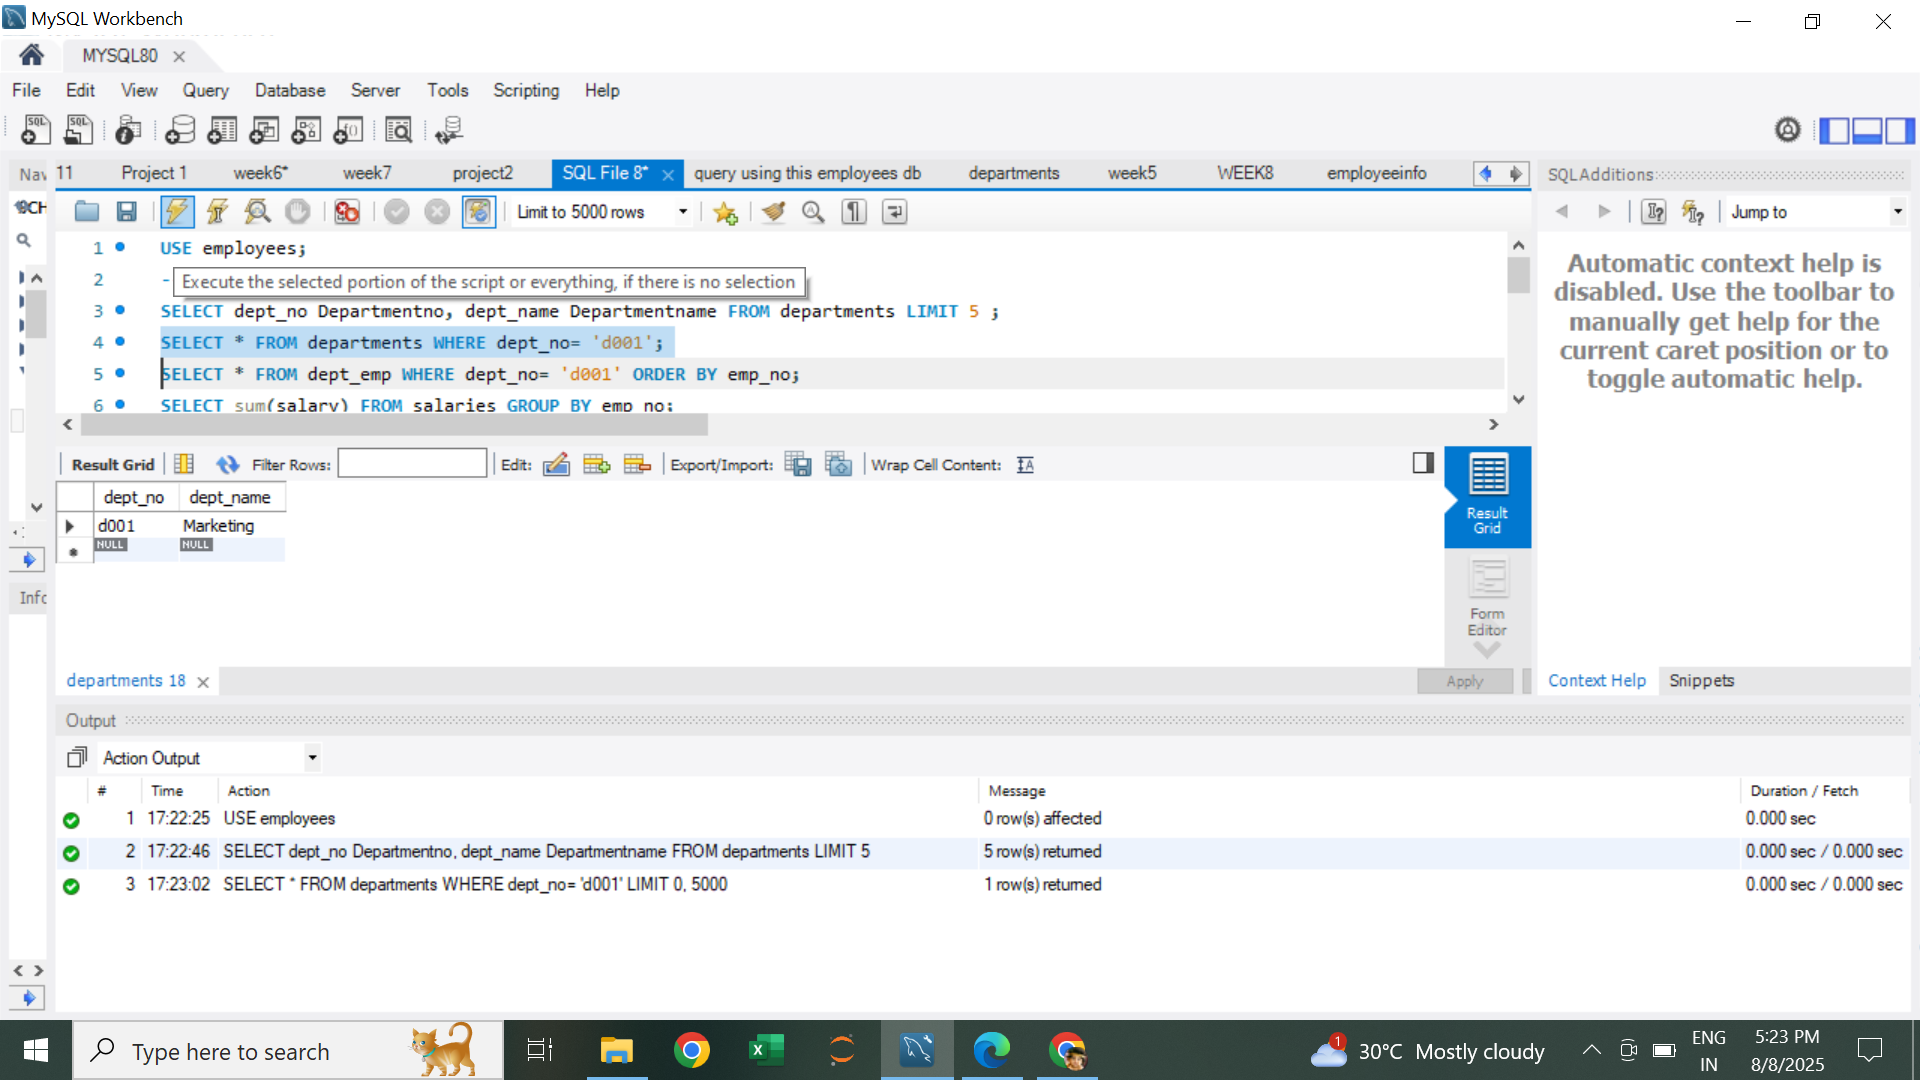 MySQL Workbench
MYSQL80
File Edit View Query Database Server Tools Scripting Help
Nav 11 Project 1 week6* week7 project2 SQL File 8* query using this employees db departments week5 WEEK8 employeeinfo SQLAdditions
SCH Limit to 5000 rows Jump to
1 USE employees;
2 - Execute the selected portion of the script or everything, if there is no selection
3 SELECT dept_no Departmentno, dept_name Departmentname FROM departments LIMIT 5 ;
4 SELECT * FROM departments WHERE dept_no= 'd001';
5 SELECT * FROM dept_emp WHERE dept_no= 'd001' ORDER BY emp_no;
6 SELECT sum(salary) FROM salaries GROUP BY emp_no;
Automatic context help is
disabled. Use the toolbar to
manually get help for the
current caret position or to
toggle automatic help.
Result Grid Filter Rows: Edit: Export/Import: Wrap Cell Content:
dept_no dept_name
d001 Marketing
NULL NULL
Result
Grid
Form
Editor
Info
departments 18 Apply Context Help Snippets
Output
Action Output
# Time Action Message Duration / Fetch
1 17:22:25 USE employees 0 row(s) affected 0.000 sec
2 17:22:46 SELECT dept_no Departmentno, dept_name Departmentname FROM departments LIMIT 5 5 row(s) returned 0.000 sec / 0.000 sec
3 17:23:02 SELECT * FROM departments WHERE dept_no= 'd001' LIMIT 0, 5000 1 row(s) returned 0.000 sec / 0.000 sec
Type here to search
1 30°C Mostly cloudy
ENG
IN
5:23 PM
8/8/2025